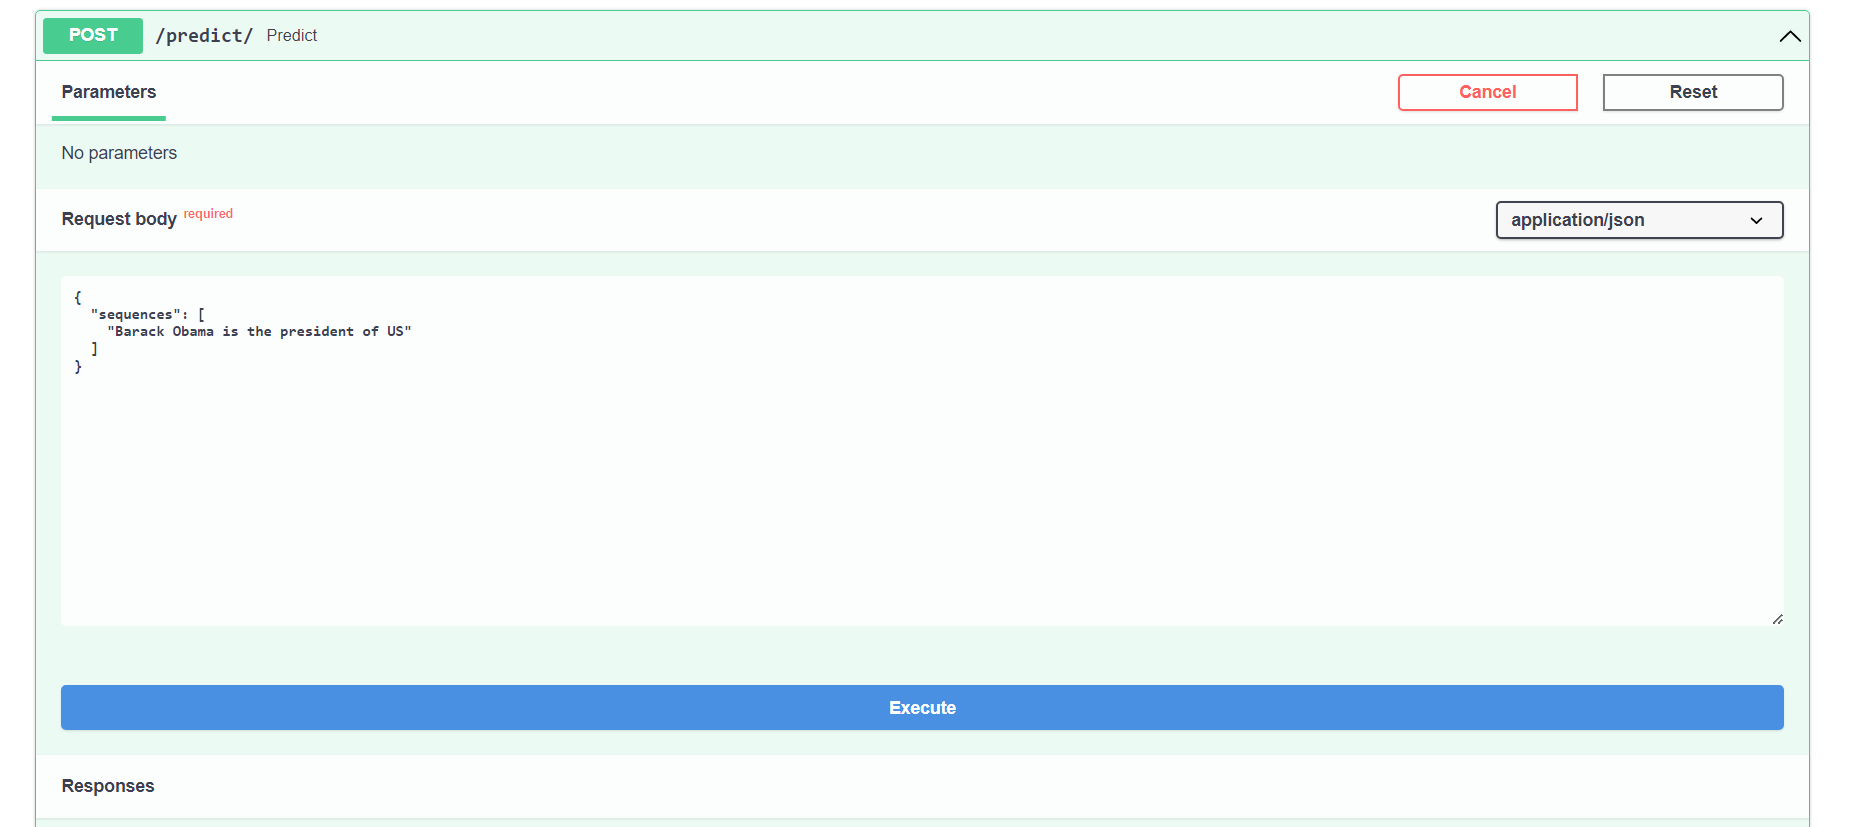 POST /predict/ Predict
Parameters
Cancel
Reset
No parameters
Request body required
application/json
{
  "sequences": [
    "Barack Obama is the president of US"
  ]
}
Execute
Responses